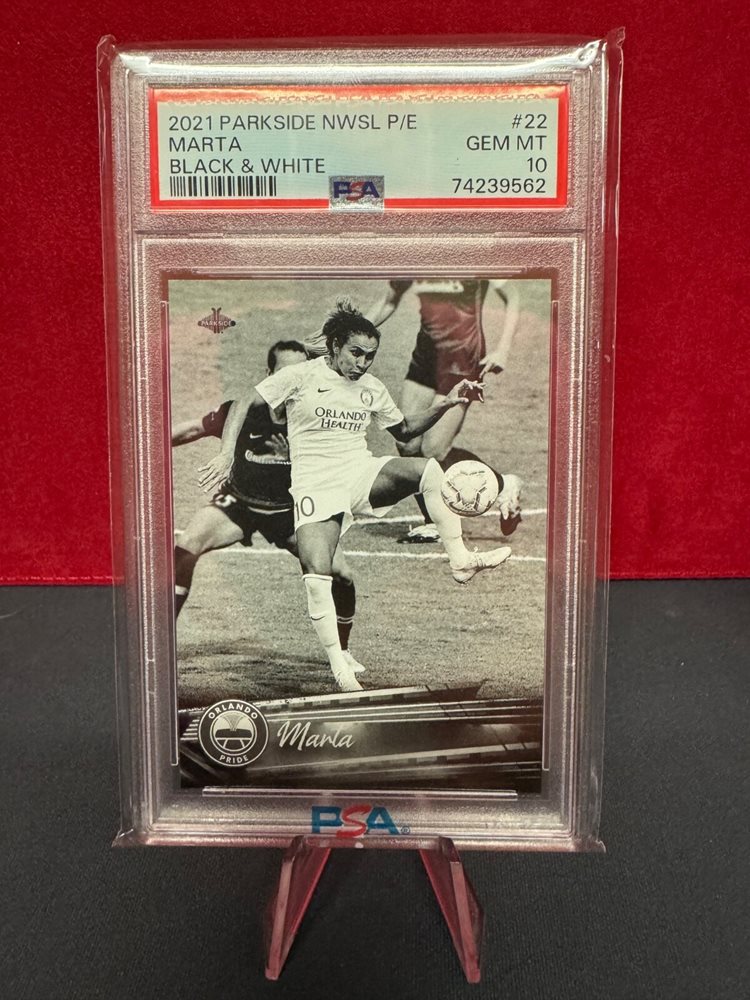 2021 PARKSIDE NWSL P/E #22
MARTA GEM MT
BLACK & WHITE 10
PSA 74239562
PARKSIDE
ORLANDO
HEALTH
10
ORLANDO
PRIDE
Marta
PSA